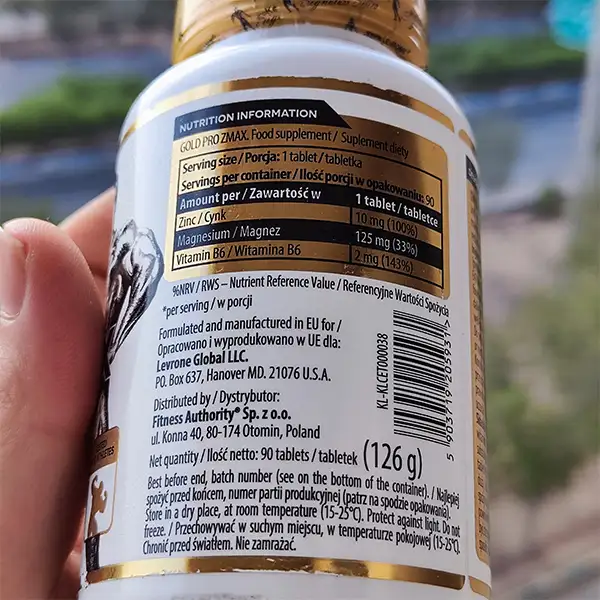 NUTRITION INFORMATION
GOLD PRO ZMAX. Food supplement / Suplement diety
Serving size / Porcja: 1 tablet / tabletka
Servings per container / Ilość porcji w opakowaniu: 90
Amount per / Zawartość w 1 tablet / tabletce
Zinc / Cynk 10 mg (100%)
Magnesium / Magnez 125 mg (33%)
Vitamin B6 / Witamina B6 2 mg (143%)
%NRV / RWS – Nutrient Reference Value / Referencyjne Wartości Spożycia
*per serving / w porcji
Formulated and manufactured in EU for /
Opracowano i wyprodukowano w UE dla:
Levrone Global LLC.
PO. Box 637, Hanover MD. 21076 U.S.A.
Distributed by / Dystrybutor:
Fitness Authority® Sp. z o.o.
ul. Konna 40, 80-174 Otomin, Poland
KL-KLCET000038
Net quantity / Ilość netto: 90 tablets / tabletek (126 g)
Best before end, batch number (see on the bottom of the container). / Najlepiej
spożyć przed końcem, numer partii produkcyjnej (patrz na spodzie opakowania).
Store in a dry place, at room temperature (15-25°C). Protect against light. Do not
freeze. / Przechowywać w suchym miejscu, w temperaturze pokojowej (15-25°C).
Chronić przed światłem. Nie zamrażać.